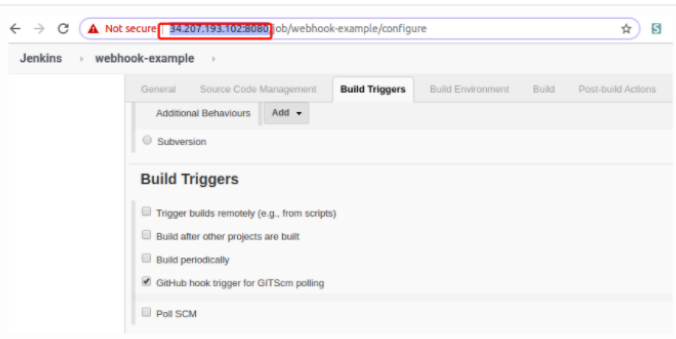 Not secure | 34.207.193.102:8080/job/webhook-example/configure
Jenkins webhook-example
General Source Code Management Build Triggers Build Environment Build Post-build Actions
Additional Behaviours Add
Subversion
Build Triggers
Trigger builds remotely (e.g., from scripts)
Build after other projects are built
Build periodically
GitHub hook trigger for GITScm polling
Poll SCM